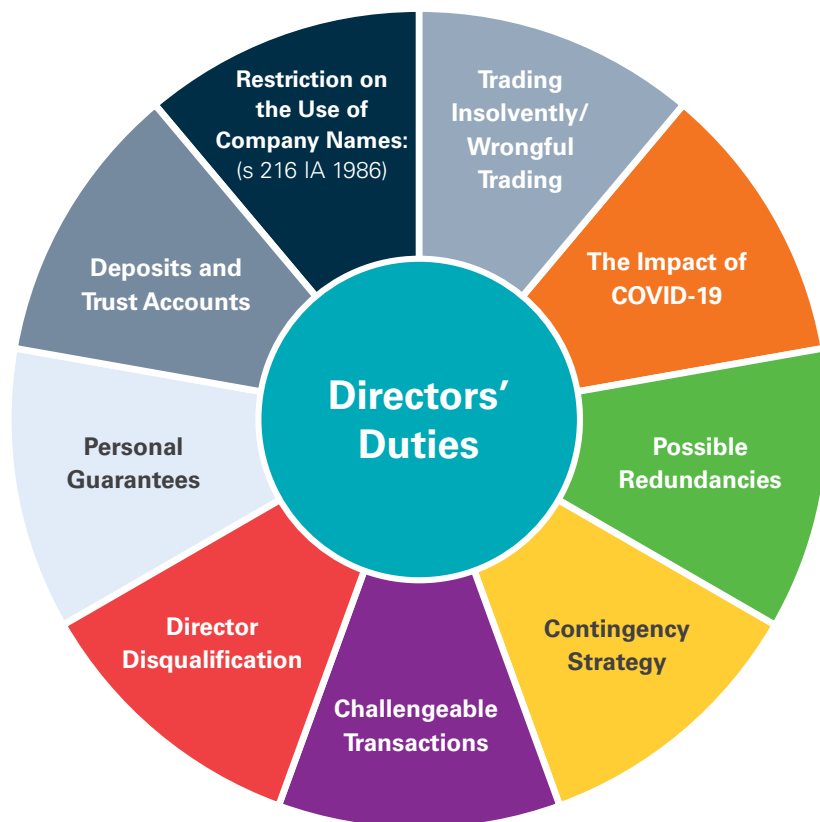 Directors’
Duties
Trading
Insolvently/
Wrongful
Trading
The Impact of
COVID-19
Possible
Redundancies
Contingency
Strategy
Challengeable
Transactions
Director
Disqualification
Personal
Guarantees
Deposits and
Trust Accounts
Restriction on
the Use of
Company Names:
(s 216 IA 1986)